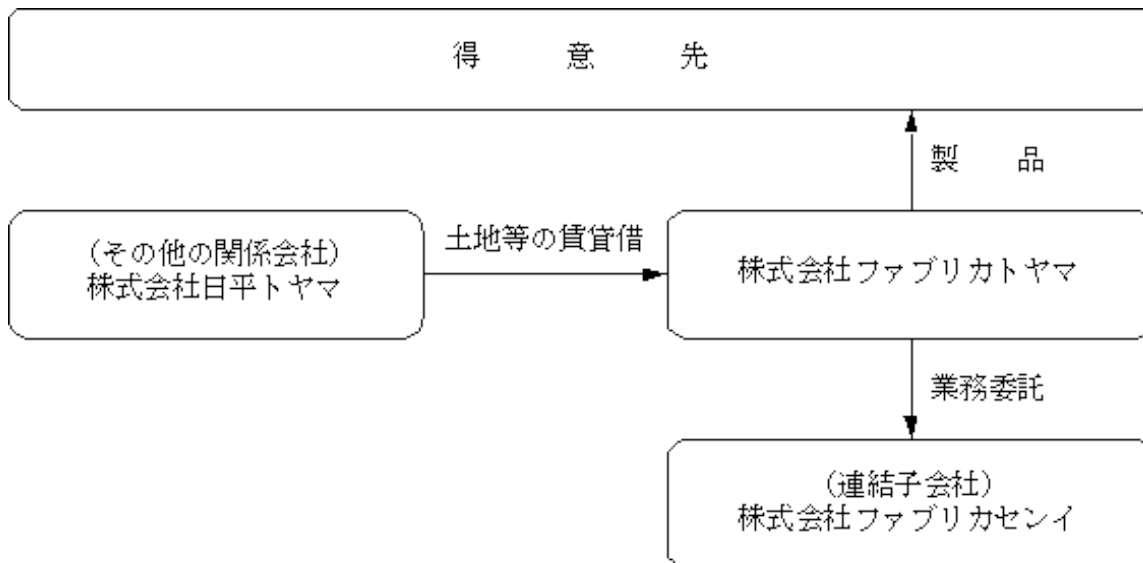 得意先
製品
(その他の関係会社)
株式会社日平トヤマ
土地等の賃貸借
株式会社ファブリカトヤマ
業務委託
(連結子会社)
株式会社ファブリカセンイ